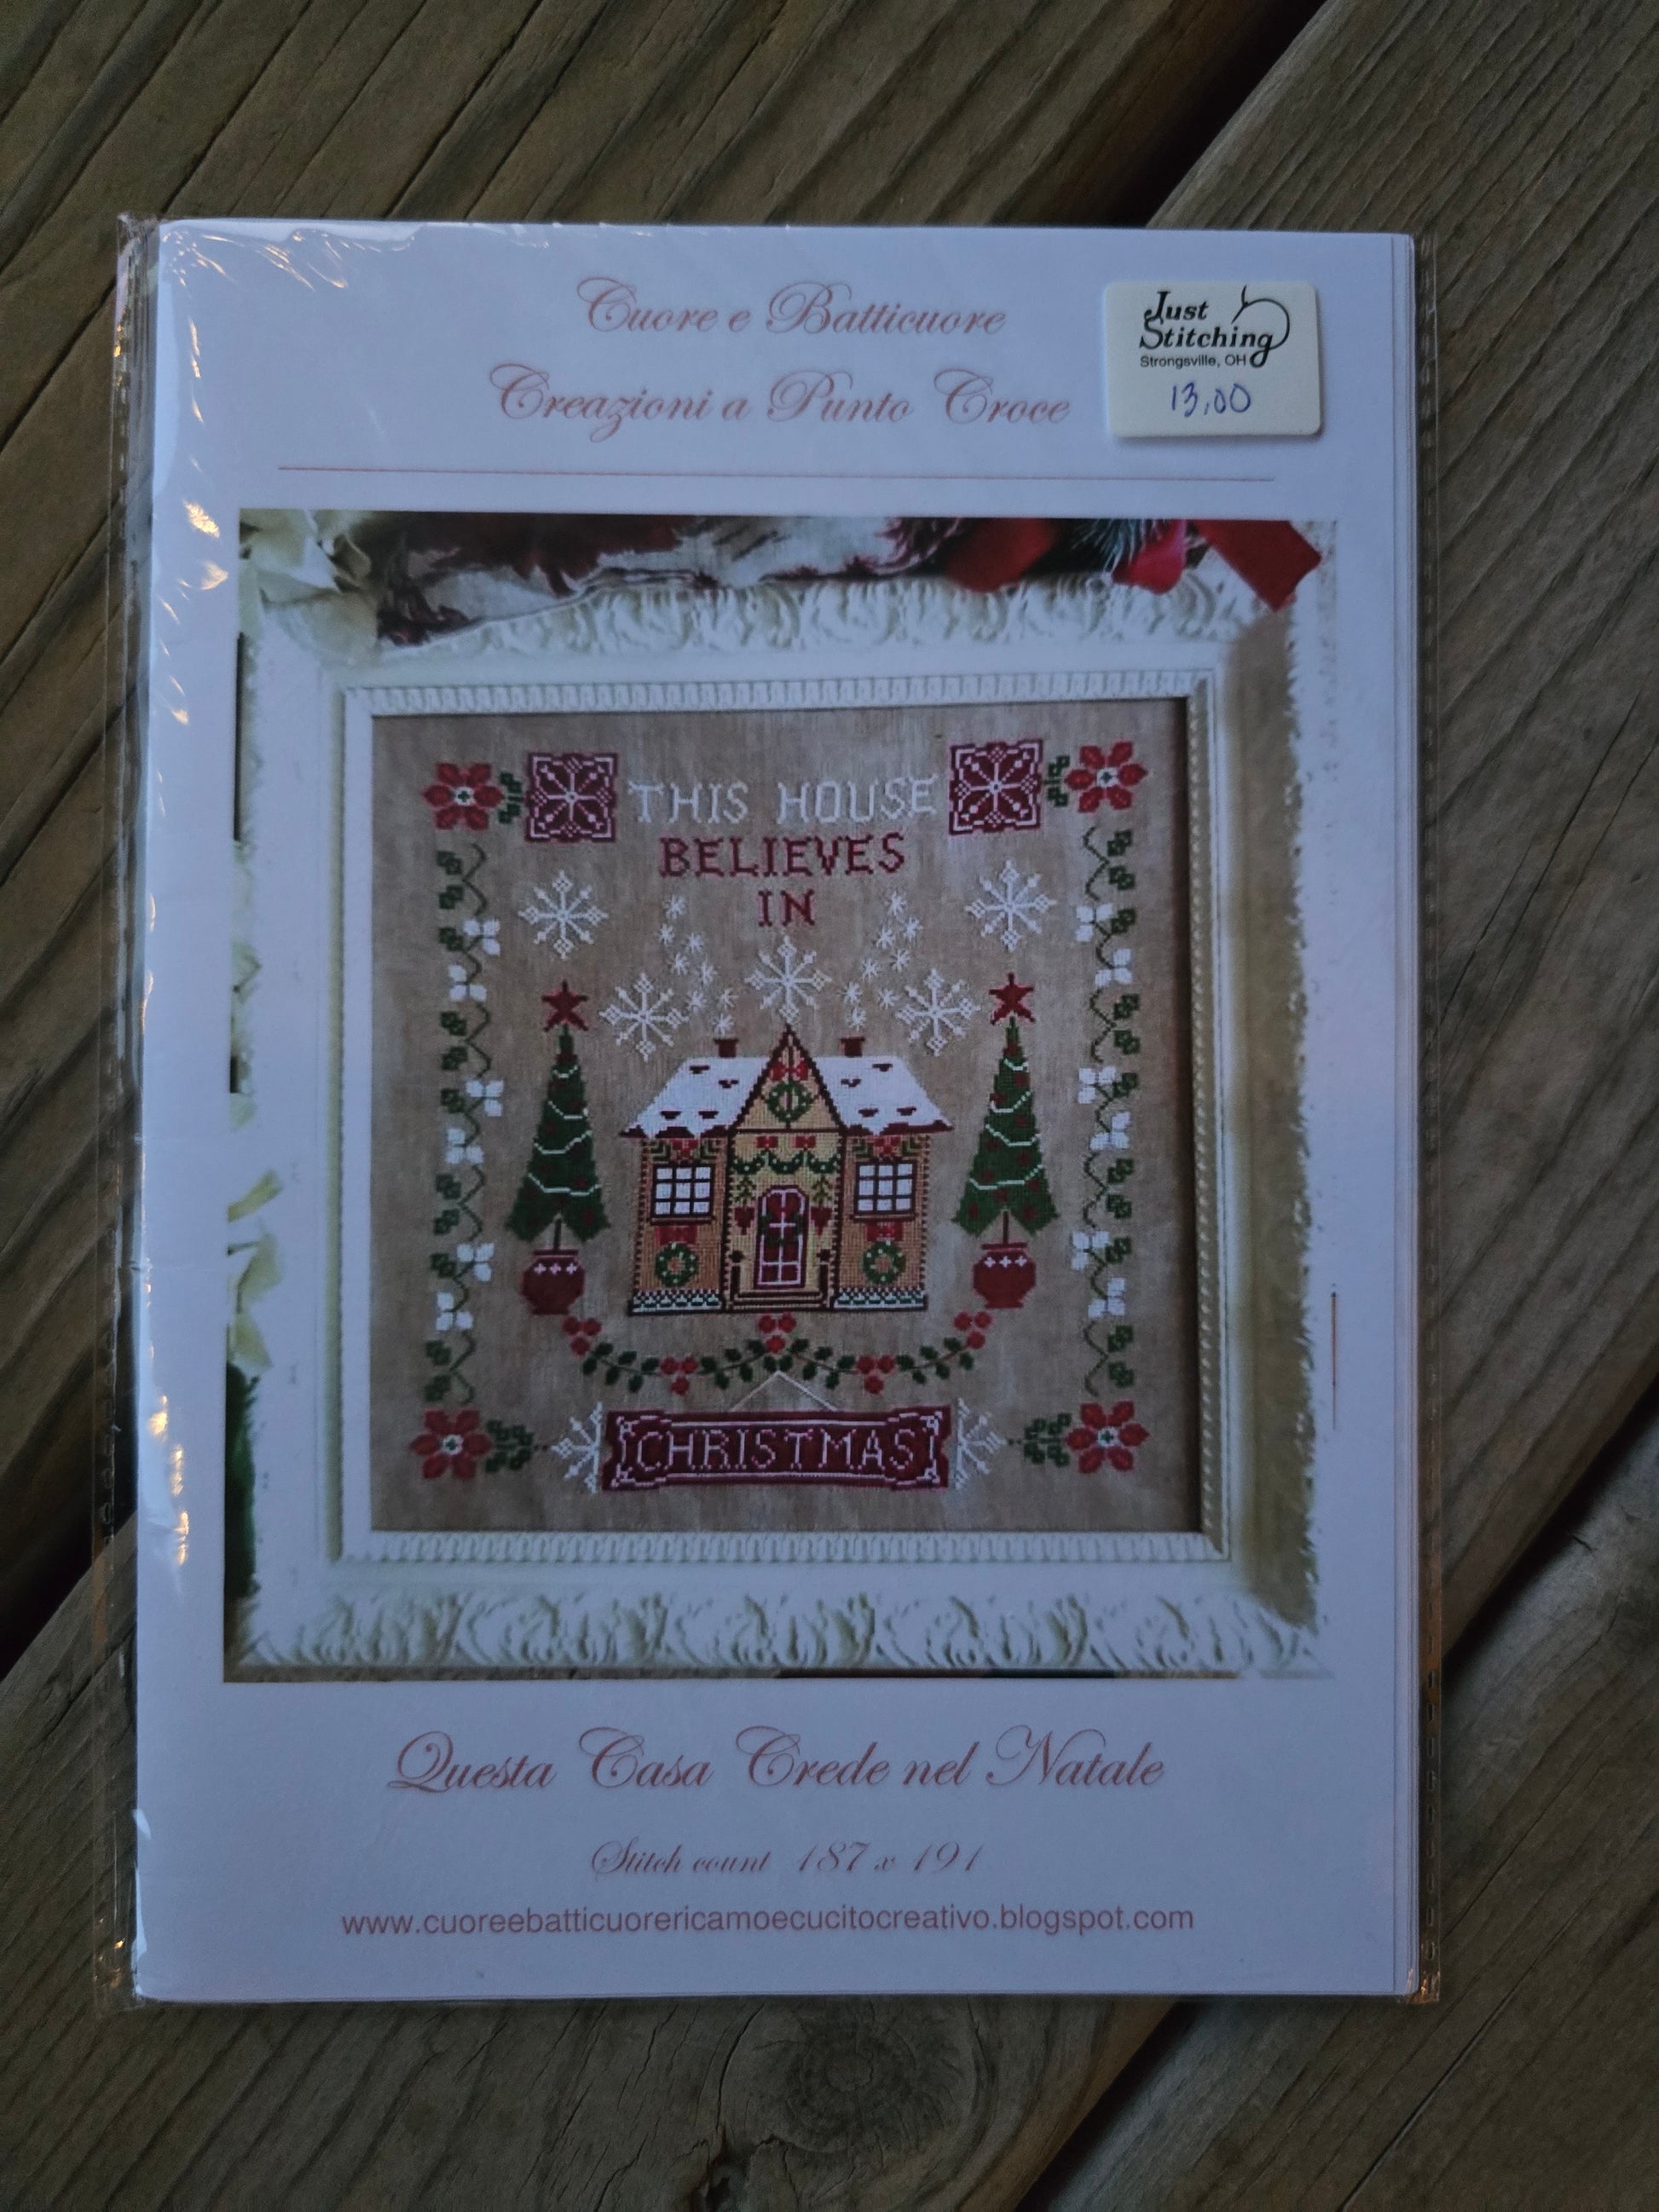 Cuore e Batticuore
Creazioni a Punto Croce
Just
Stitching
Strongsville, OH
13,00
THIS HOUSE
BELIEVES
IN
CHRISTMAS
Questa Casa Crede nel Natale
Stitch count 187 x 191
www.cuoreebatticuorericamoecucitocreativo.blogspot.com